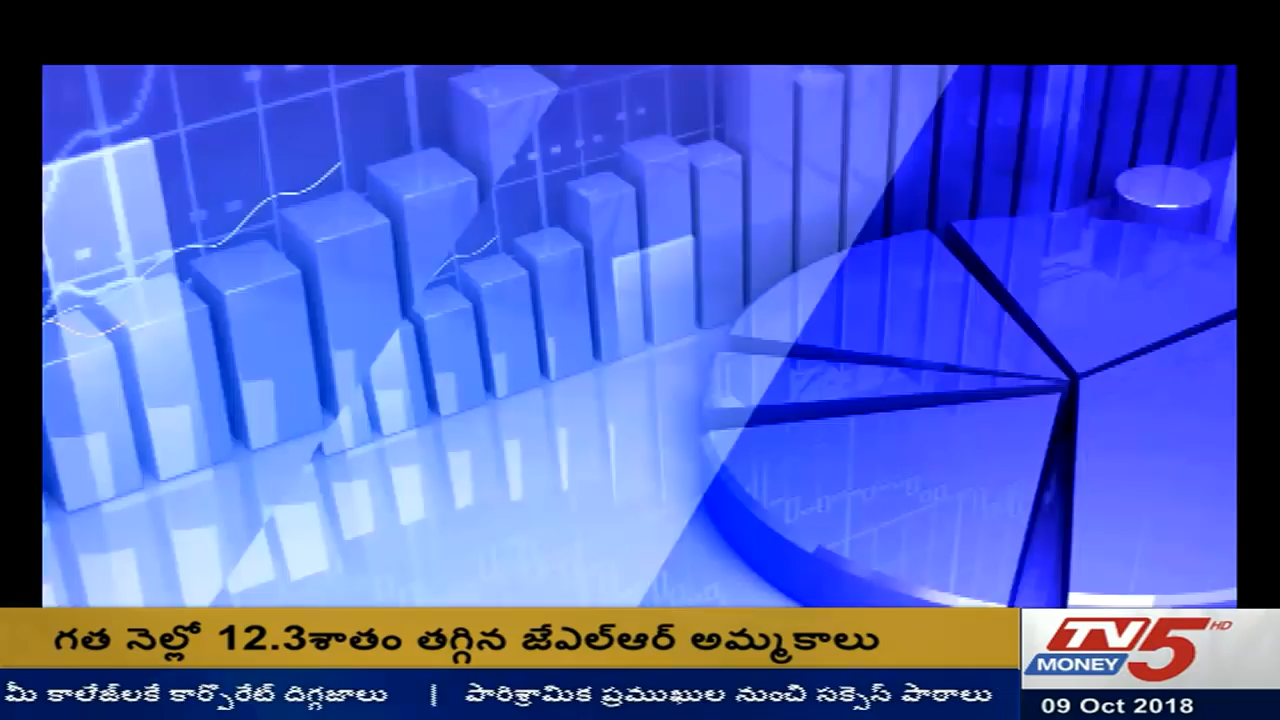 గత నెల్లో 12.3శాతం తగ్గిన జేఎల్ఆర్ అమ్మకాలు
TV5 HD
MONEY
మీ కాలేజ్‌లకే కార్పొరేట్ దిగ్గజాలు | పారిశ్రామిక ప్రముఖుల నుంచి సక్సెస్ పాఠాలు
09 Oct 2018